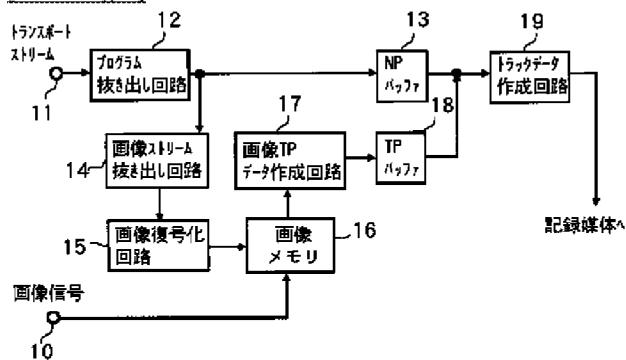 トランスポート
ストリーム
11
12
プログラム
抜き出し回路
13
NP
バッファ
19
トラックデータ
作成回路
14
画像ストリーム
抜き出し回路
17
画像TP
データ作成回路
18
TP
バッファ
15
画像復号化
回路
16
画像
メモリ
記録媒体へ
画像信号
10